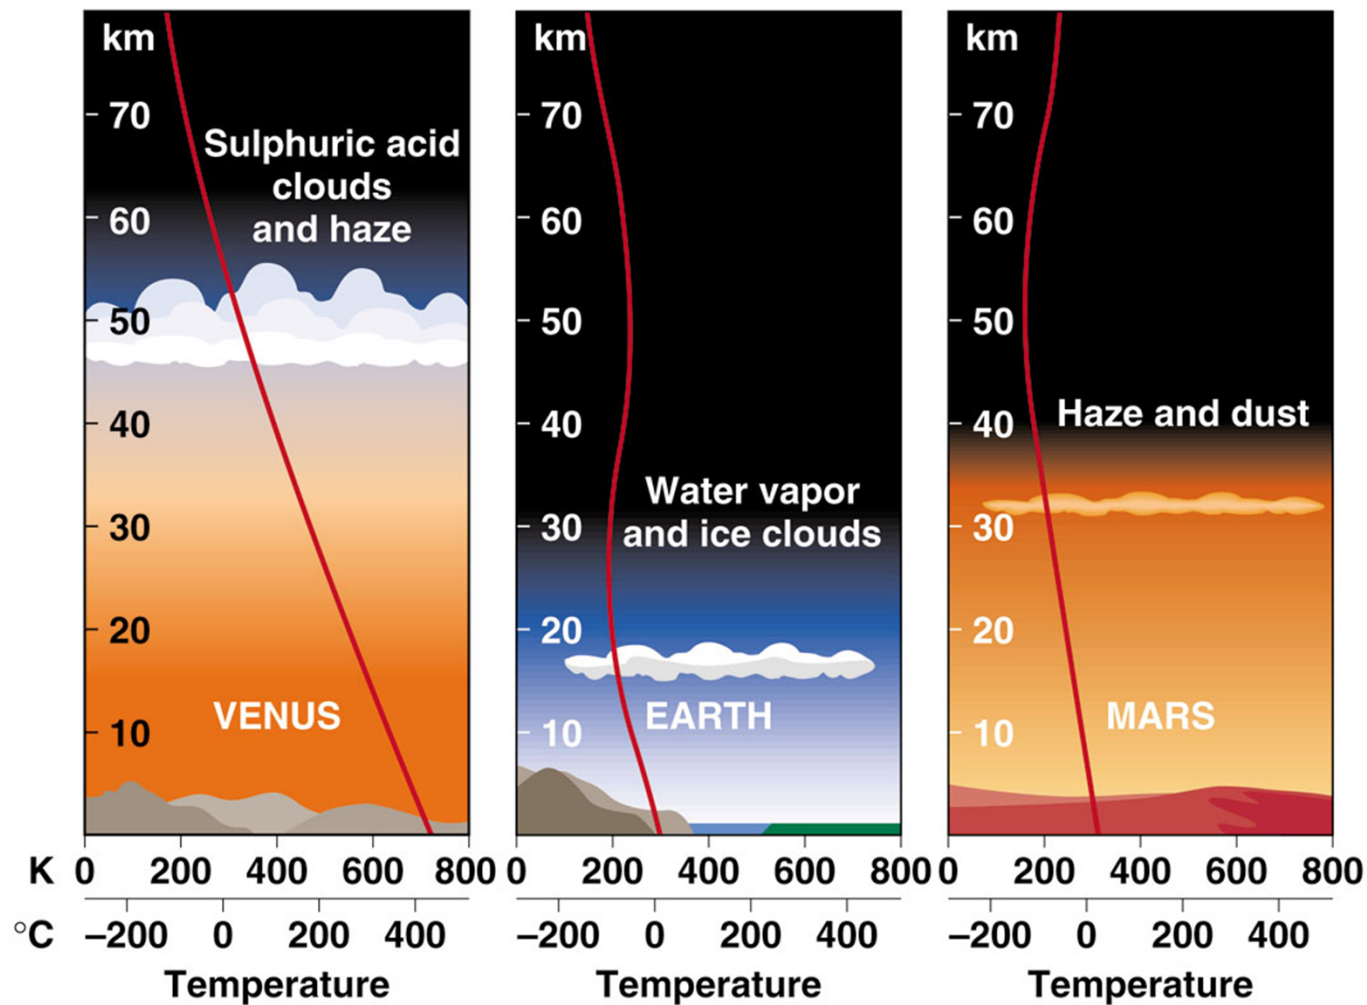 km
70
Sulphuric acid
clouds
and haze
60
50
40
30
20
VENUS
10
km
70
60
50
40
Water vapor
and ice clouds
30
20
EARTH
10
km
70
60
50
40
Haze and dust
30
20
MARS
10
K 0 200 400 600 800 0 200 400 600 800 0 200 400 600 800
°C –200 0 200 400 –200 0 200 400 –200 0 200 400
Temperature Temperature Temperature